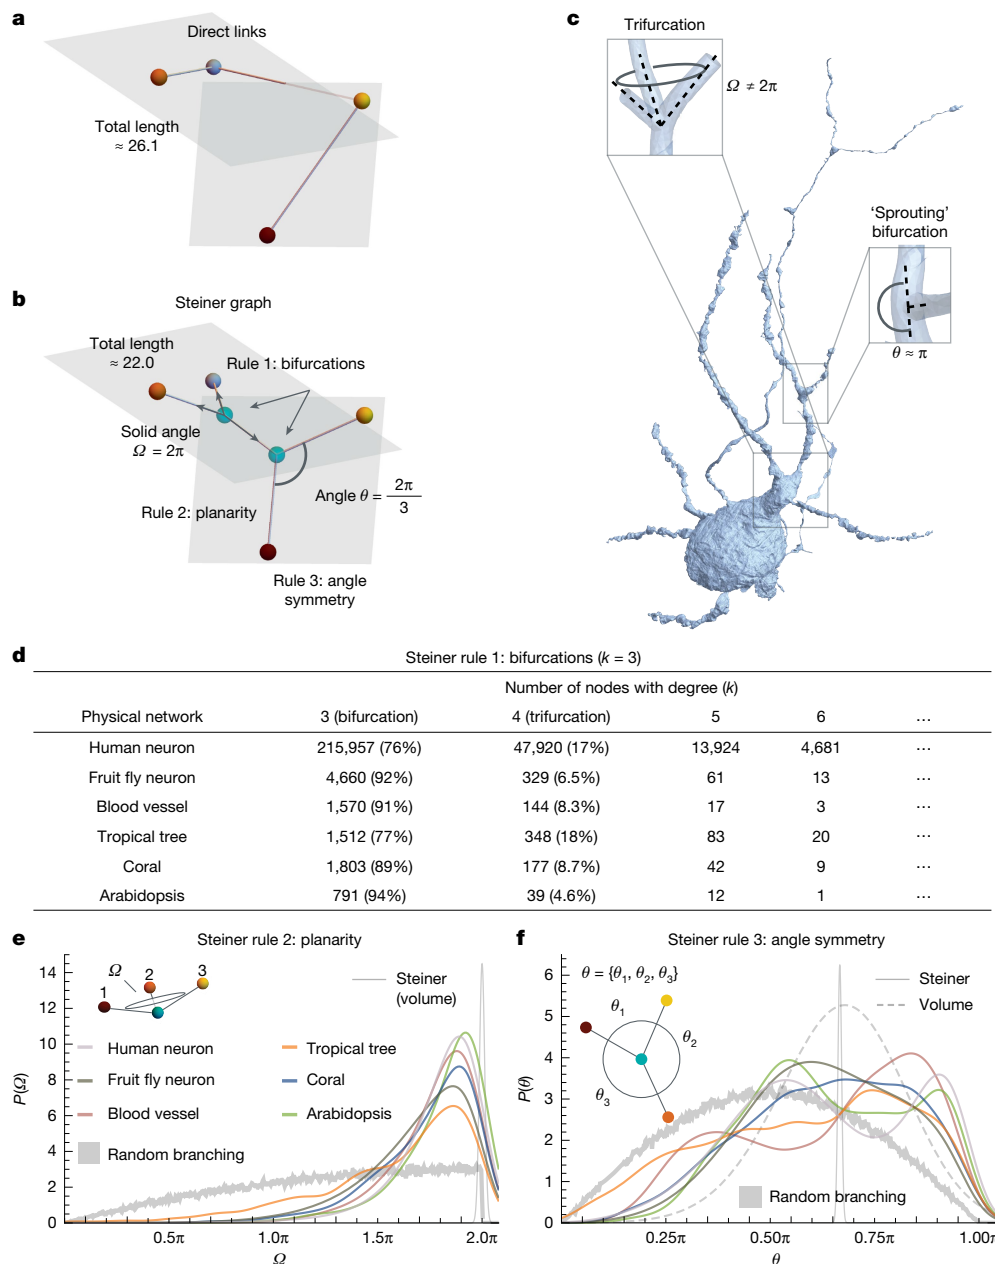 a
Direct links
Total length
≈ 26.1
b
Steiner graph
Total length
≈ 22.0
Rule 1: bifurcations
Solid angle
Ω = 2π
Angle θ = 2π
3
Rule 2: planarity
Rule 3: angle
symmetry
c
Trifurcation
Ω ≠ 2π
‘Sprouting’
bifurcation
θ ≈ π
d
Steiner rule 1: bifurcations (k = 3)
Number of nodes with degree (k)
Physical network 3 (bifurcation) 4 (trifurcation) 5 6 ...
Human neuron 215,957 (76%) 47,920 (17%) 13,924 4,681 ...
Fruit fly neuron 4,660 (92%) 329 (6.5%) 61 13 ...
Blood vessel 1,570 (91%) 144 (8.3%) 17 3 ...
Tropical tree 1,512 (77%) 348 (18%) 83 20 ...
Coral 1,803 (89%) 177 (8.7%) 42 9 ...
Arabidopsis 791 (94%) 39 (4.6%) 12 1 ...
e
Steiner rule 2: planarity
14
12
10
8
6
4
2
0
P(Ω)
Ω
1 2 3
Steiner
(volume)
Human neuron
Fruit fly neuron
Blood vessel
Tropical tree
Coral
Arabidopsis
Random branching
0.5π 1.0π 1.5π 2.0π
Ω
f
Steiner rule 3: angle symmetry
6
5
4
3
2
1
0
P(θ)
θ = {θ1, θ2, θ3}
θ1
θ2
θ3
Steiner
Volume
Random branching
0.25π 0.50π 0.75π 1.00π
θ